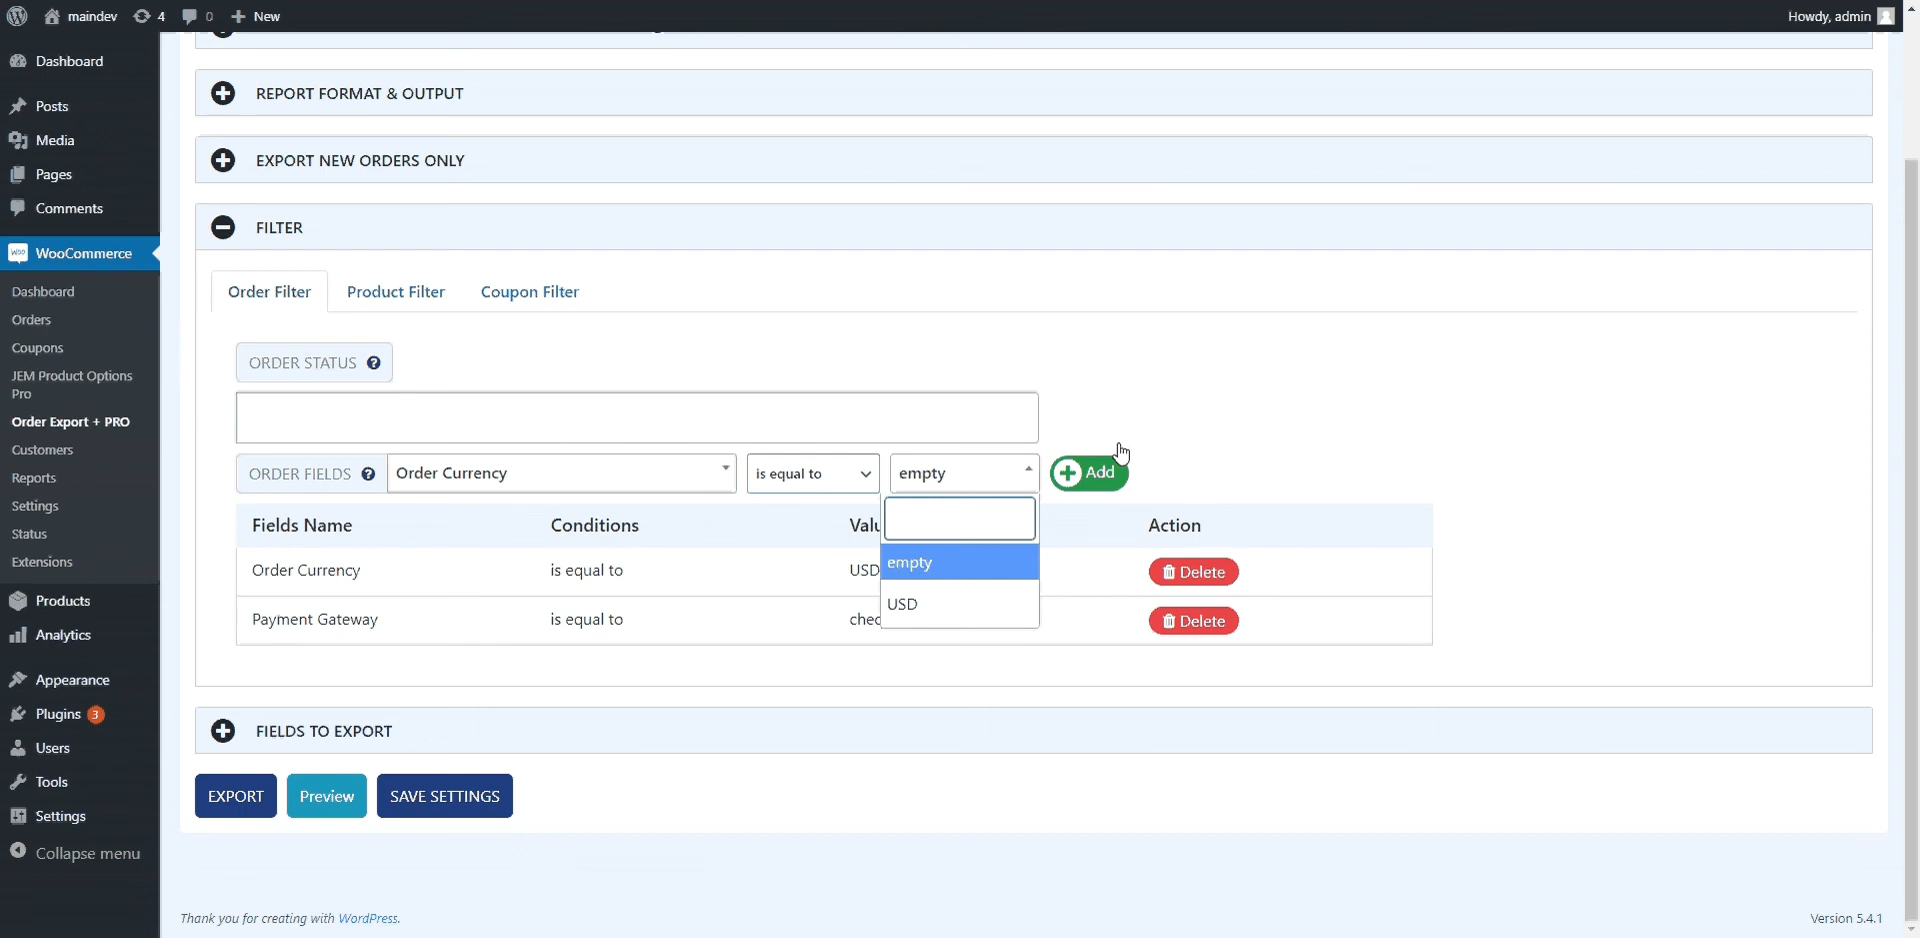 maindev 4 0 New Howdy, admin
Dashboard
Posts
Media
Pages
Comments
WooCommerce
Dashboard
Orders
Coupons
JEM Product Options
Pro
Order Export + PRO
Customers
Reports
Settings
Status
Extensions
Products
Analytics
Appearance
Plugins 3
Users
Tools
Settings
Collapse menu
REPORT FORMAT & OUTPUT
EXPORT NEW ORDERS ONLY
FILTER
Order Filter Product Filter Coupon Filter
ORDER STATUS ?
ORDER FIELDS ? Order Currency is equal to empty Add
Fields Name Conditions Action
Order Currency is equal to USD Delete
Payment Gateway is equal to Delete
empty
USD
FIELDS TO EXPORT
EXPORT Preview SAVE SETTINGS
Thank you for creating with WordPress. Version 5.4.1